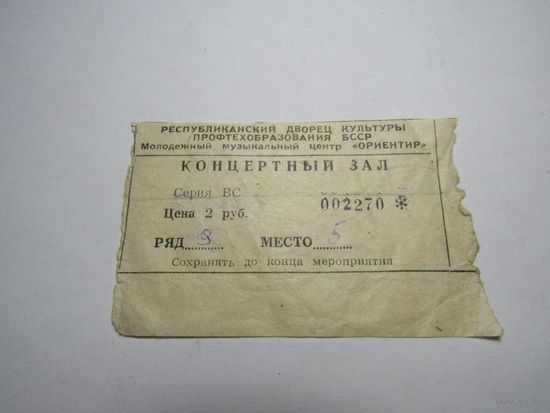 РЕСПУБЛИКАНСКИЙ ДВОРЕЦ КУЛЬТУРЫ
ПРОФТЕХОБРАЗОВАНИЯ БССР
Молодежный музыкальный центр «ОРИЕНТИР»
КОНЦЕРТНЫЙ ЗАЛ
Серия ВС
002270 *
Цена 2 руб.
РЯД 8 МЕСТО 5
Сохранять до конца мероприятия